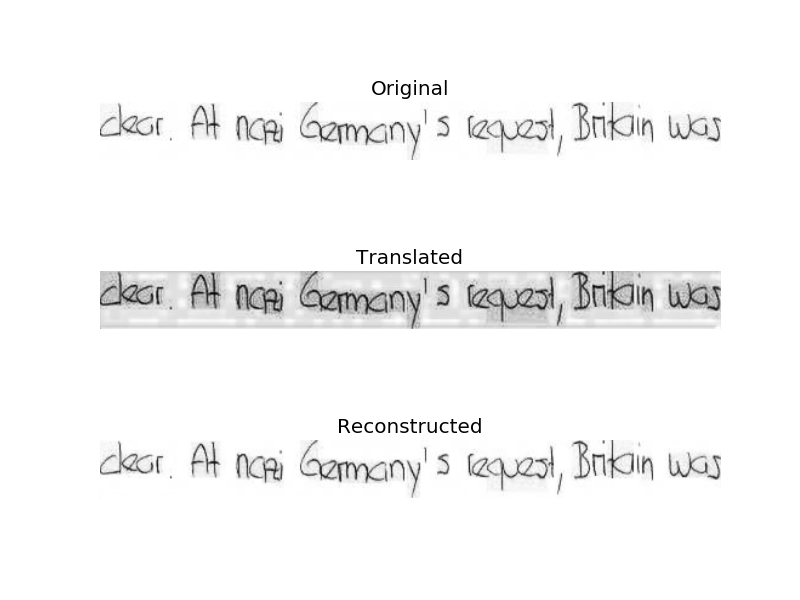 Original
clear. At nazi Germany's request, Britain was
Translated
clear. At nazi Germany's request, Britain was
Reconstructed
clear. At nazi Germany's request, Britain was